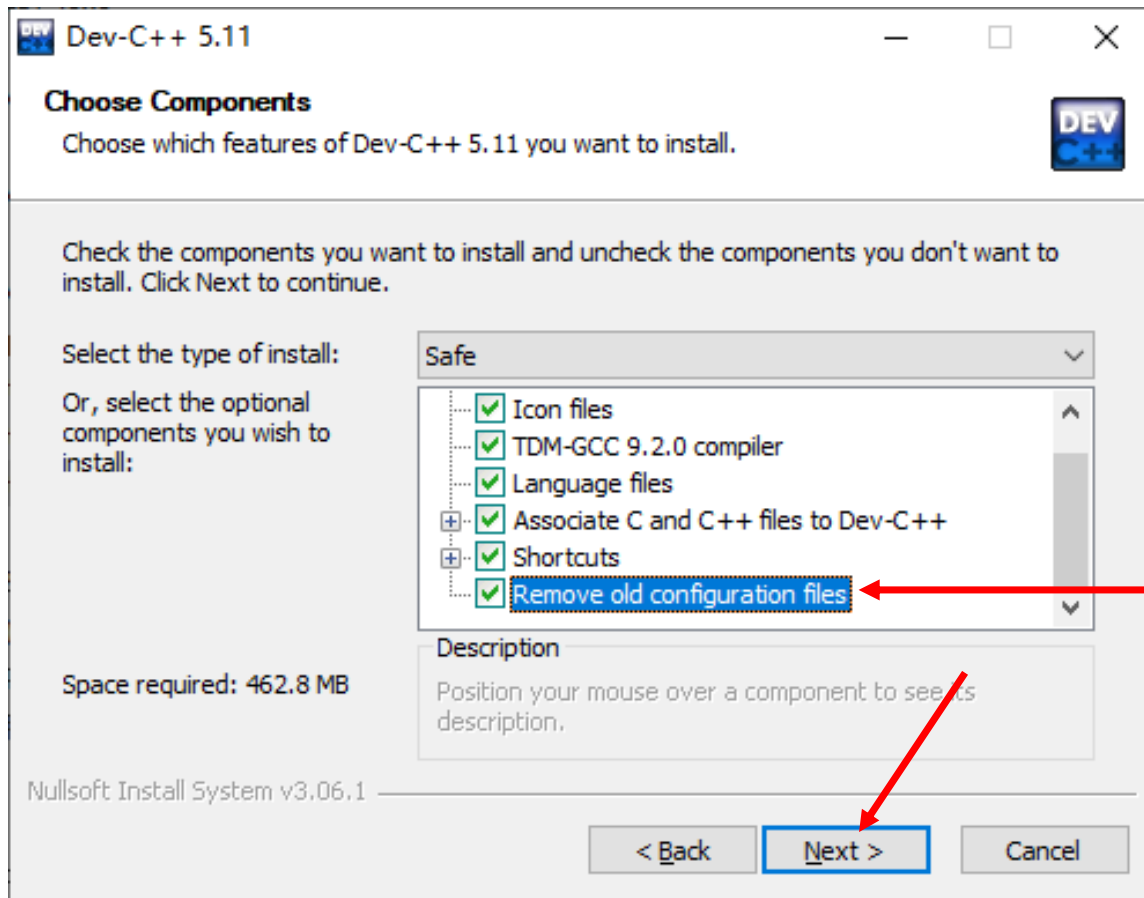 DEV
Dev-C++ 5.11
Choose Components
Choose which features of Dev-C++ 5.11 you want to install.
DEV
C++
Check the components you want to install and uncheck the components you don't want to
install. Click Next to continue.
Select the type of install:
Safe
Or, select the optional
components you wish to
install:
Icon files
TDM-GCC 9.2.0 compiler
Language files
Associate C and C++ files to Dev-C++
Shortcuts
Remove old configuration files
Space required: 462.8 MB
Description
Position your mouse over a component to see its
description.
Nullsoft Install System v3.06.1
< Back
Next >
Cancel